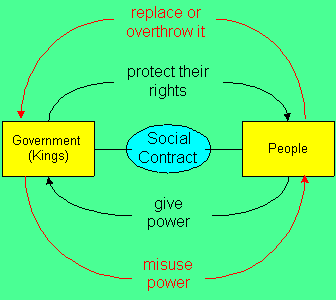 replace or
overthrow it
protect their
rights
Government
(Kings)
Social
Contract
People
give
power
misuse
power